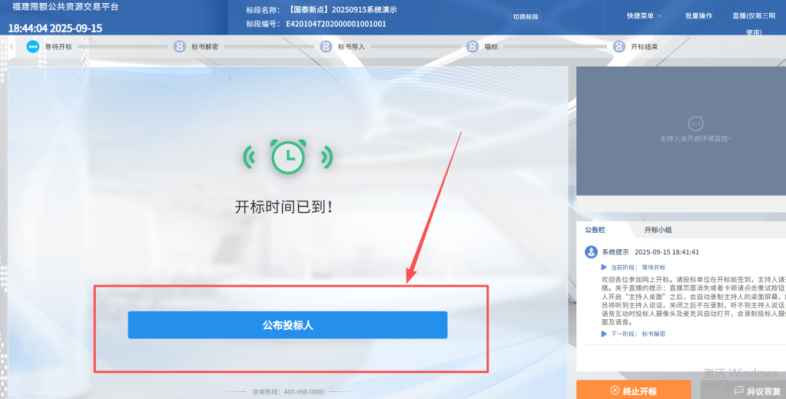 福建限额公共资源交易平台
18:44:04 2025-09-15
标段名称： 【国泰新点】20250915系统演示
标段编号： E4201047202000001001001
切换标段
快捷菜单
批量操作
直播(仅限三明
使用)
等待开标
标书解密
标书导入
唱标
开标结束
开标时间已到！
公布投标人
咨询热线：400-998-0000
主持人未开启环境监控~
公告栏
开标小组
系统提示 2025-09-15 18:41:41
当前阶段： 等待开标
欢迎各位参加网上开标。请投标单位在开标前签到，主持人请
播。关于直播的提示：直播页面消失或者卡顿请点击重试按钮
人开启“主持人桌面”之后，会自动录制主持人的桌面屏幕，
员将听到主持人说话，关闭之后不在录制，听不到主持人说话
语音互动时投标人摄像头及麦克风自动打开，会录制投标人摄
面及语音。
下一阶段： 标书解密
激活 Windows
终止开标
异议答复